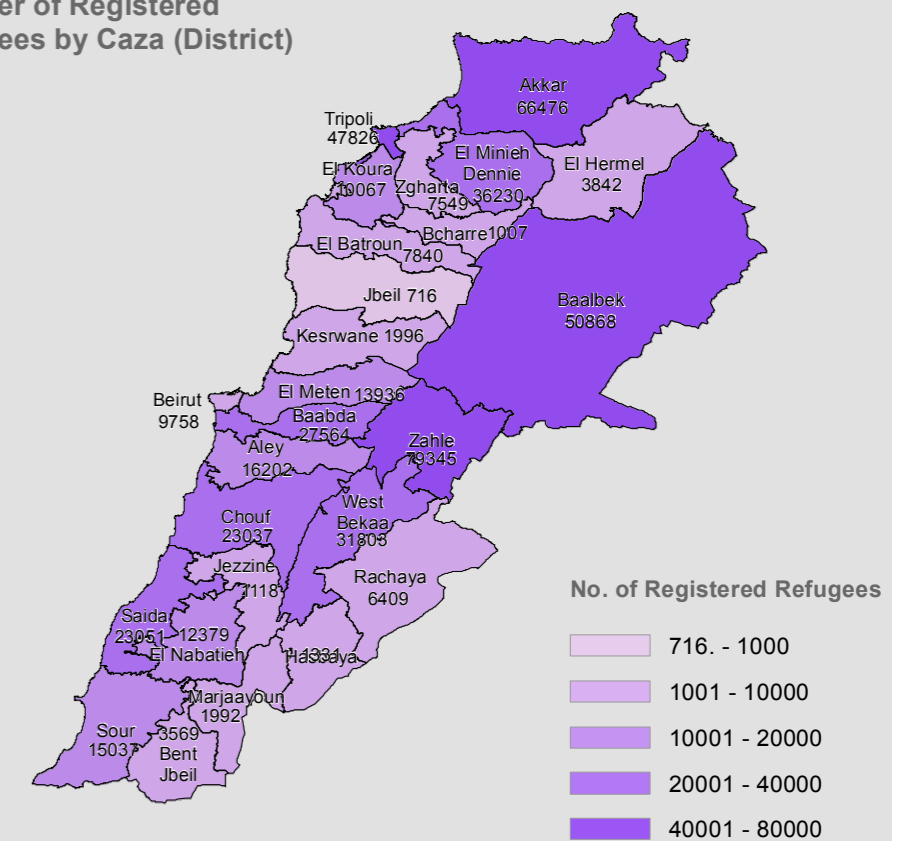 er of Registered
ees by Caza (District)
Akkar
66476
Tripoli
47826
El Minieh
Dennie
36230
El Hermel
3842
El Koura
10067
Zgharta
7549
Bcharre 1007
El Batroun
7840
Jbeil 716
Baalbek
50868
Kesrwane 1996
El Meten 13936
Beirut
9758
Baabda
27564
Zahle
79345
Aley
16202
West
Bekaa
31808
Chouf
23037
Jezzine
1118
Rachaya
6409
Saida
23051
12379
El Nabatieh
Hasbaya
1331
Marjaayoun
1992
Sour
15037
3569
Bent
Jbeil
No. of Registered Refugees
716. - 1000
1001 - 10000
10001 - 20000
20001 - 40000
40001 - 80000